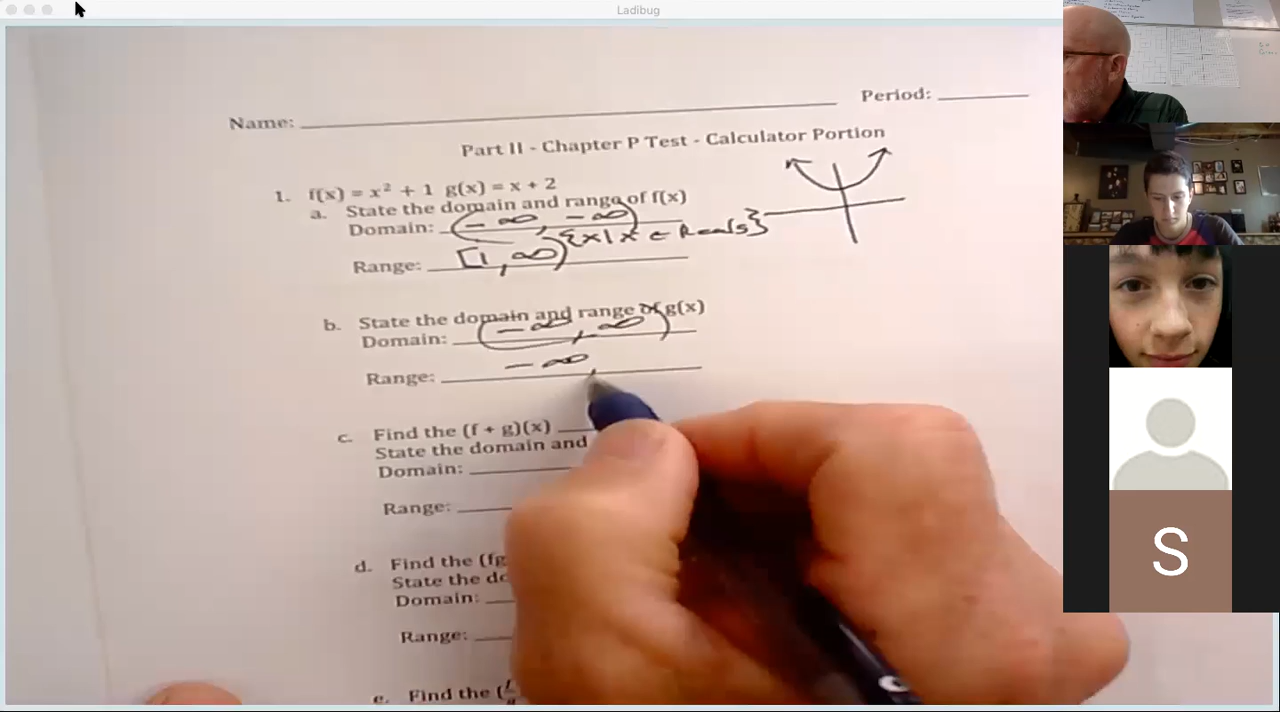 Ladibug
Name: Period:
Part II - Chapter P Test - Calculator Portion
1. f(x) = x² + 1 g(x) = x + 2
a. State the domain and range of f(x)
Domain: (-∞, -∞)
{x|x ∈ Reals}
Range: [1, ∞)
b. State the domain and range of g(x)
Domain: (-∞, ∞)
Range: -∞,
c. Find the (f + g)(x)
State the domain and
Domain:
Range:
d. Find the (fg
State the do
Domain:
Range:
e. Find the (f/g
S